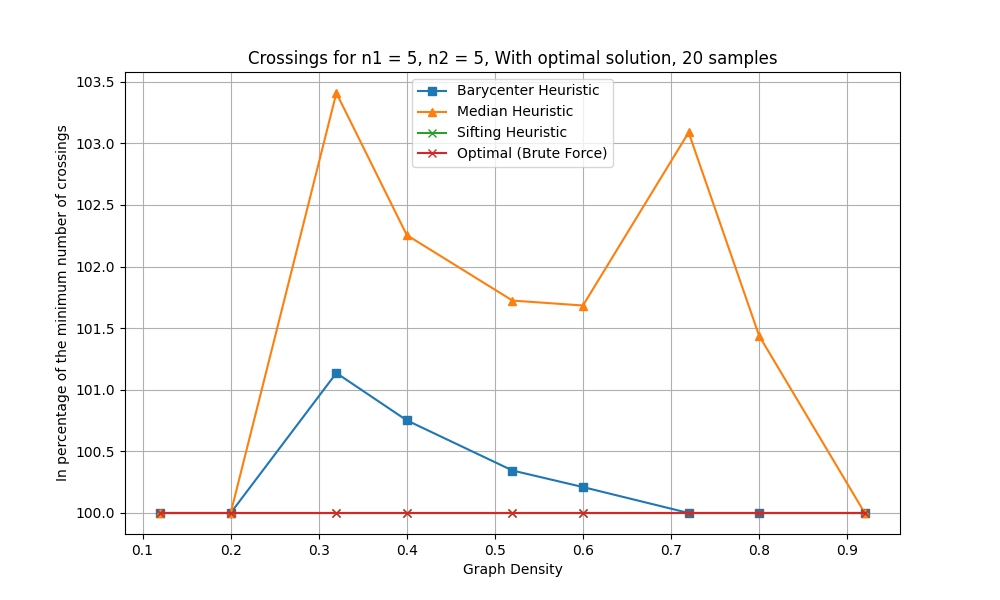 Crossings for n1 = 5, n2 = 5, With optimal solution, 20 samples
In percentage of the minimum number of crossings
103.5
103.0
102.5
102.0
101.5
101.0
100.5
100.0
Barycenter Heuristic
Median Heuristic
Sifting Heuristic
Optimal (Brute Force)
0.1 0.2 0.3 0.4 0.5 0.6 0.7 0.8 0.9
Graph Density